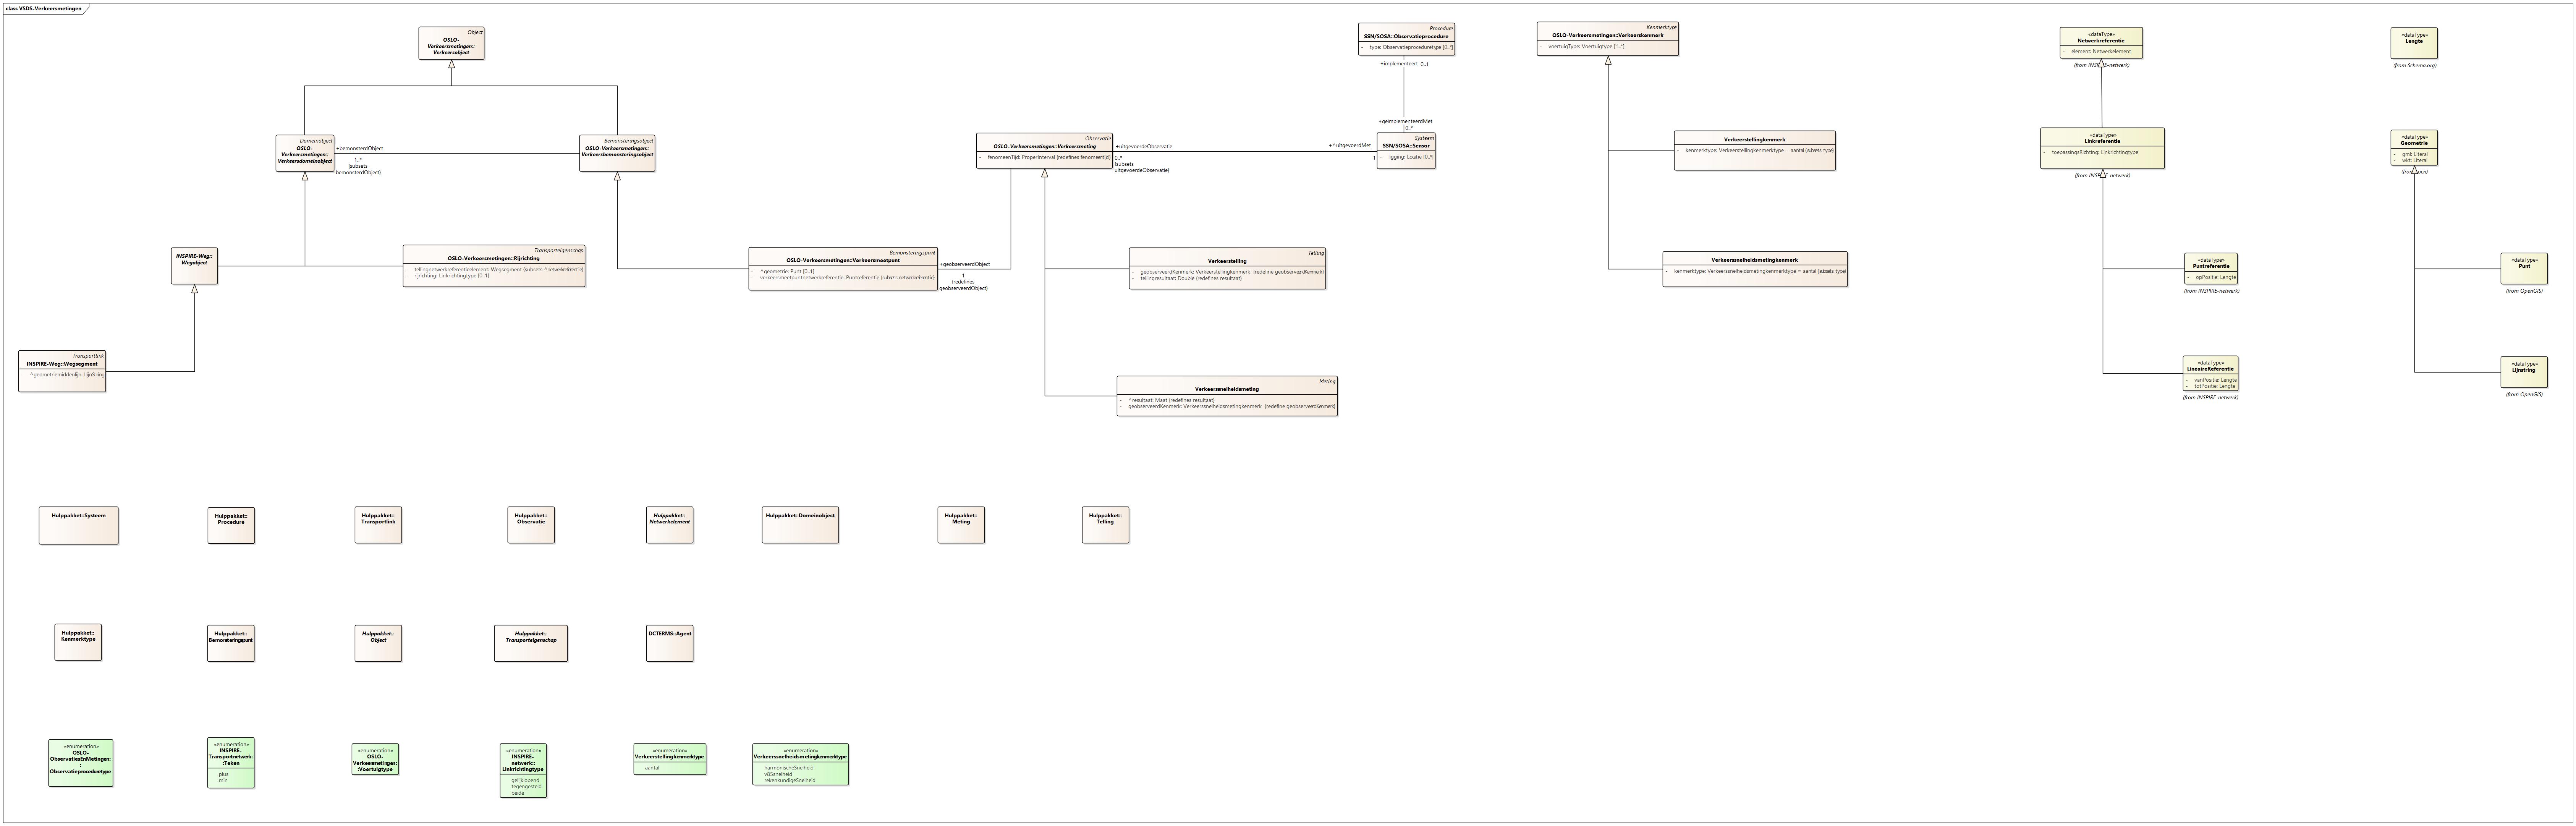 class VSDS-Verkeersmetingen
Object
OSLO-
Verkeersmetingen::
Verkeersobject
Domeinobject
OSLO-
Verkeersmetingen::
Verkeersdomeinobject
+bemonsterdObject
1..*
(subsets
bemonsterdObject)
Bemonsteringsobject
OSLO-Verkeersmetingen::
Verkeersbemonsteringsobject
INSPIRE-Weg::
Wegobject
Transporteigenschap
OSLO-Verkeersmetingen::Rijrichting
- tellingnetwerkreferentieelement: Wegsegment (subsets ^netwerkreferentie)
- rijrichting: Linkrichtingtype [0..1]
Transportlink
INSPIRE-Weg::Wegsegment
- ^geometriemiddenlijn: LijnString
Bemonsteringspunt
OSLO-Verkeersmetingen::Verkeersmeetpunt
- ^geometrie: Punt [0..1]
- verkeersmeetpuntnetwerkreferentie: Puntreferentie (subsets netwerkreferentie)
+geobserveerdObject
1
(redefines
geobserveerdObject)
Observatie
OSLO-Verkeersmetingen::Verkeersmeting
- fenomeenTijd: ProperInterval (redefines fenomeentijd)
+uitgevoerdeObservatie
0..*
(subsets
uitgevoerdeObservatie)
+^uitgevoerdMet
1
Procedure
SSN/SOSA::Observatieprocedure
- type: Observatieproceduretype [0..*]
+implementeert 0..1
+geïmplementeerdMet
0..*
Systeem
SSN/SOSA::Sensor
- ligging: Locatie [0..*]
Telling
Verkeerstelling
- geobserveerdKenmerk: Verkeerstellingkenmerk (redefine geobserveerdKenmerk)
- tellingresultaat: Double (redefines resultaat)
Meting
Verkeerssnelheidsmeting
- ^resultaat: Maat (redefines resultaat)
- geobserveerdKenmerk: Verkeerssnelheidsmetingkenmerk (redefine geobserveerdKenmerk)
Kenmerktype
OSLO-Verkeersmetingen::Verkeerskenmerk
- voertuigType: Voertuigtype [1..*]
Verkeerstellingkenmerk
- kenmerktype: Verkeerstellingkenmerktype = aantal {subsets type}
Verkeerssnelheidsmetingkenmerk
- kenmerktype: Verkeerssnelheidsmetingkenmerktype = aantal {subsets type}
«dataType»
Netwerkreferentie
- element: Netwerkelement
(from INSPIRE-netwerk)
«dataType»
Linkreferentie
- toepassingsRichting: Linkrichtingtype
(from INSPIRE-netwerk)
«dataType»
Puntreferentie
- opPositie: Lengte
(from INSPIRE-netwerk)
«dataType»
LineaireReferentie
- vanPositie: Lengte
- totPositie: Lengte
(from INSPIRE-netwerk)
«dataType»
Lengte
(from Schema.org)
«dataType»
Geometrie
- gml: Literal
- wkt: Literal
«dataType»
Punt
(from OpenGIS)
«dataType»
Lijnstring
(from OpenGIS)
Hulppakket::Systeem
Hulppakket::
Procedure
Hulppakket::
Transportlink
Hulppakket::
Observatie
Hulppakket::
Netwerkelement
Hulppakket::Domeinobject
Hulppakket::
Meting
Hulppakket::
Telling
Hulppakket::
Kenmerktype
Hulppakket::
Bemonsteringspunt
Hulppakket::
Object
Hulppakket::
Transporteigenschap
DCTERMS::Agent
«enumeration»
OSLO-
ObservatiesEnMetingen:
:
Observatieproceduretype
«enumeration»
INSPIRE-
Transportnetwerk:
:Teken
plus
min
«enumeration»
OSLO-
Verkeersmetingen:
:Voertuigtype
«enumeration»
INSPIRE-
netwerk::
Linkrichtingtype
gelijklopend
tegengesteld
beide
«enumeration»
Verkeerstellingkenmerktype
aantal
«enumeration»
Verkeerssnelheidsmetingkenmerktype
harmonischeSnelheid
v85snelheid
rekenkundigeSnelheid